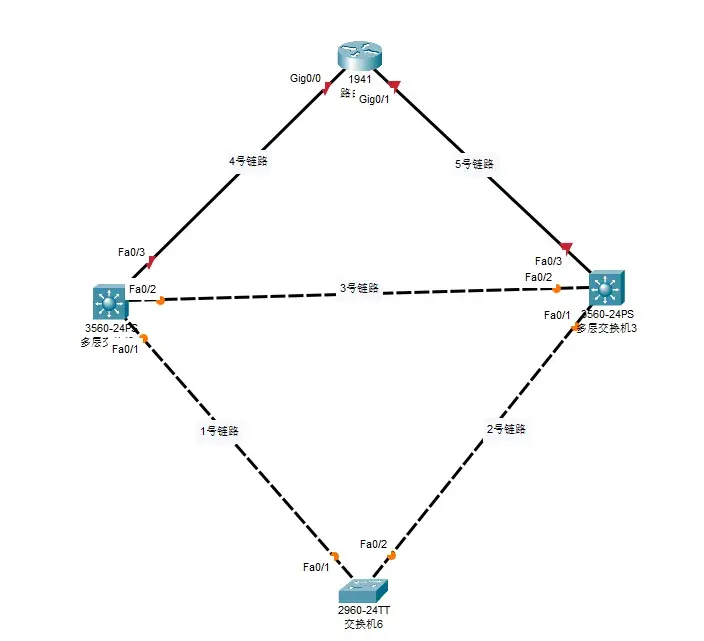 1941
Gig0/0
路
Gig0/1
4号链路
5号链路
Fa0/3
Fa0/3
Fa0/2
3号链路
Fa0/2
3560-24PS
多层交
Fa0/1
3560-24PS
多层交换机3
Fa0/1
1号链路
2号链路
Fa0/2
Fa0/1
2960-24TT
交换机6